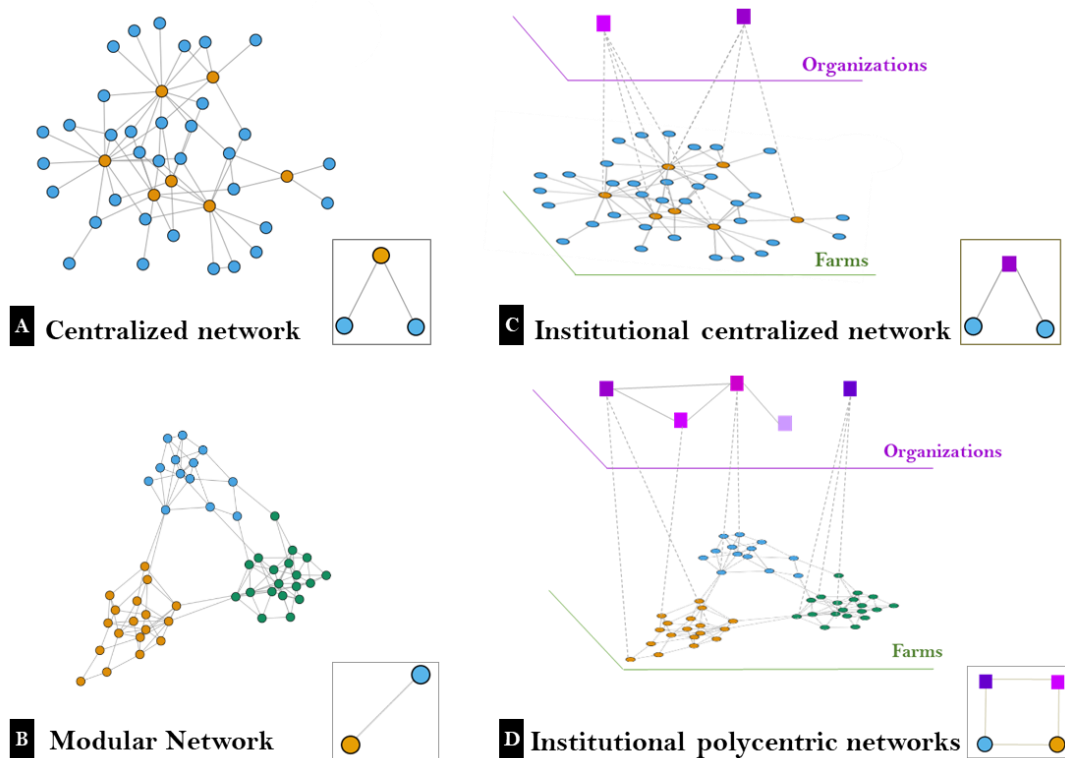 Organizations
Farms
A Centralized network
C Institutional centralized network
Organizations
Farms
B Modular Network
D Institutional polycentric networks